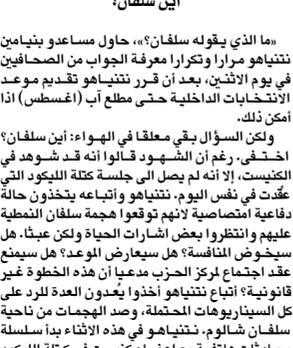 أين سلفان؟
«ما الذي يقوله سلفان؟»، حاول مساعدو بنيامين
نتنياهو مرارا وتكرارا معرفة الجواب من الصحافيين
في يوم الاثنين، بعد أن قرر نتنياهو تقديم موعد
الانتخابات الداخلية حتى مطلع آب (اغسطس) اذا
أمكن ذلك.
ولكن السؤال بقي معلقا في الهواء: أين سلفان؟
اختفى. رغم أن الشهود قالوا أنه قد شوهد في
الكنيست، إلا أنه لم يصل الى جلسة كتلة الليكود التي
عقدت في نفس اليوم. نتنياهو وأتباعه يتخذون حالة
دفاعية امتصاصية لانهم توقعوا هجمة سلفان النمطية
عليهم وانتظروا بعض اشارات الحياة ولكن عبثا. هل
سيخوض المنافسة؟ هل سيعارض الموعد؟ هل سيمنع
عقد اجتماع لمركز الحزب مدعيا أن هذه الخطوة غير
قانونية؟ أتباع نتنياهو أخذوا يُعدون العدة للرد على
كل السيناريوهات المحتملة، وصد الهجمات من ناحية
سلفان شالوم. نتنياهو في هذه الاثناء بدأ سلسلة